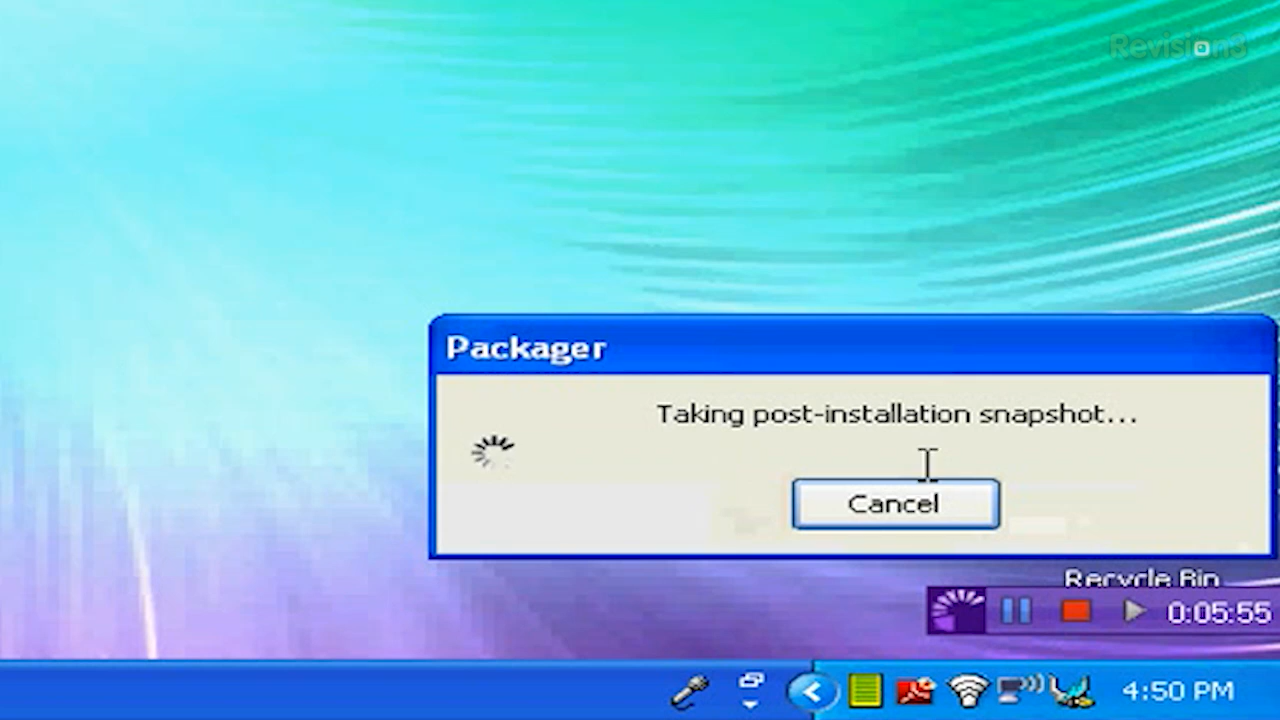 Revision3
Packager
Taking post-installation snapshot...
Cancel
Recycle Bin
0:05:55
4:50 PM